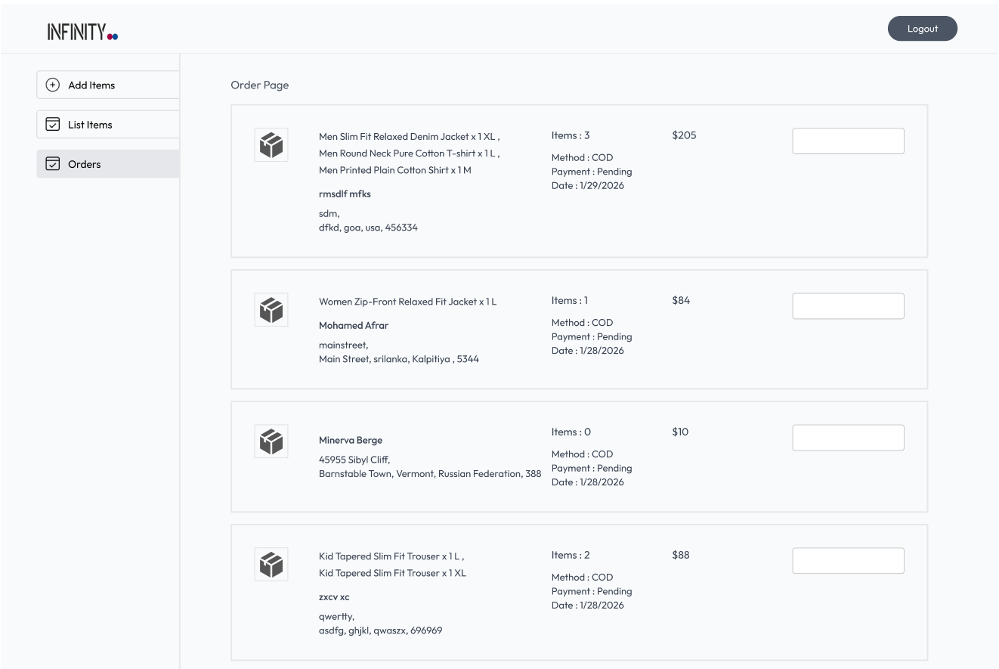 INFINITY
Logout
Add Items
List Items
Orders
Order Page
Men Slim Fit Relaxed Denim Jacket x 1 XL ,
Men Round Neck Pure Cotton T-shirt x 1 L ,
Men Printed Plain Cotton Shirt x 1 M
rmsdlf mfks
sdm,
dfkd, goa, usa, 456334
Items : 3
Method : COD
Payment : Pending
Date : 1/29/2026
$205
Women Zip-Front Relaxed Fit Jacket x 1 L
Mohamed Afrar
mainstreet,
Main Street, srilanka, Kalpitiya , 5344
Items : 1
Method : COD
Payment : Pending
Date : 1/28/2026
$84
Minerva Berge
45955 Sibyl Cliff,
Barnstable Town, Vermont, Russian Federation, 388
Items : 0
Method : COD
Payment : Pending
Date : 1/28/2026
$10
Kid Tapered Slim Fit Trouser x 1 L ,
Kid Tapered Slim Fit Trouser x 1 XL
zxcv xc
qwertty,
asdfg, ghjkl, qwaszx, 696969
Items : 2
Method : COD
Payment : Pending
Date : 1/28/2026
$88